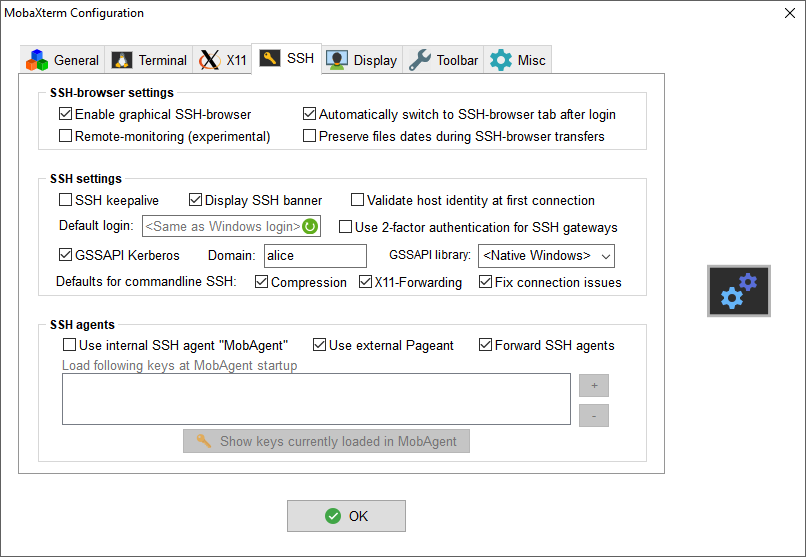 MobaXterm Configuration
General Terminal X11 SSH Display Toolbar Misc
SSH-browser settings
Enable graphical SSH-browser Automatically switch to SSH-browser tab after login
Remote-monitoring (experimental) Preserve files dates during SSH-browser transfers
SSH settings
SSH keepalive Display SSH banner Validate host identity at first connection
Default login: <Same as Windows login> Use 2-factor authentication for SSH gateways
GSSAPI Kerberos Domain: alice GSSAPI library: <Native Windows>
Defaults for commandline SSH: Compression X11-Forwarding Fix connection issues
SSH agents
Use internal SSH agent "MobAgent" Use external Pageant Forward SSH agents
Load following keys at MobAgent startup
+
-
Show keys currently loaded in MobAgent
OK